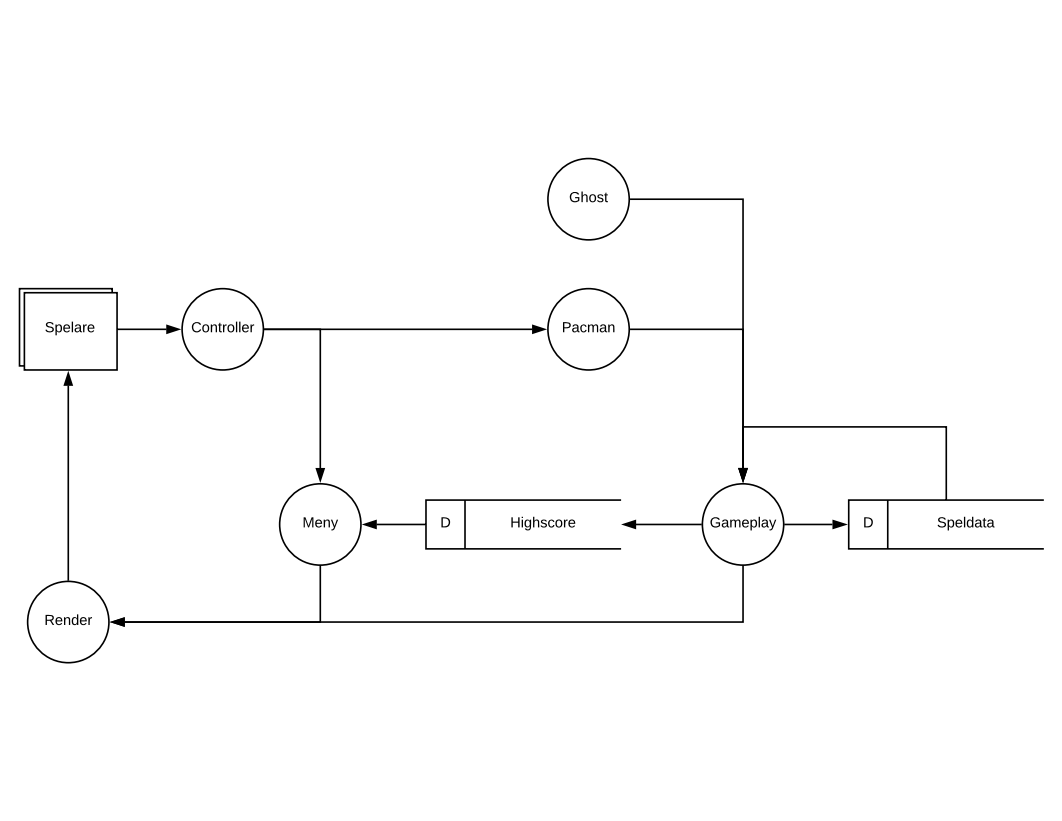 Ghost
Spelare
Controller
Pacman
Meny
D
Highscore
Gameplay
D
Speldata
Render